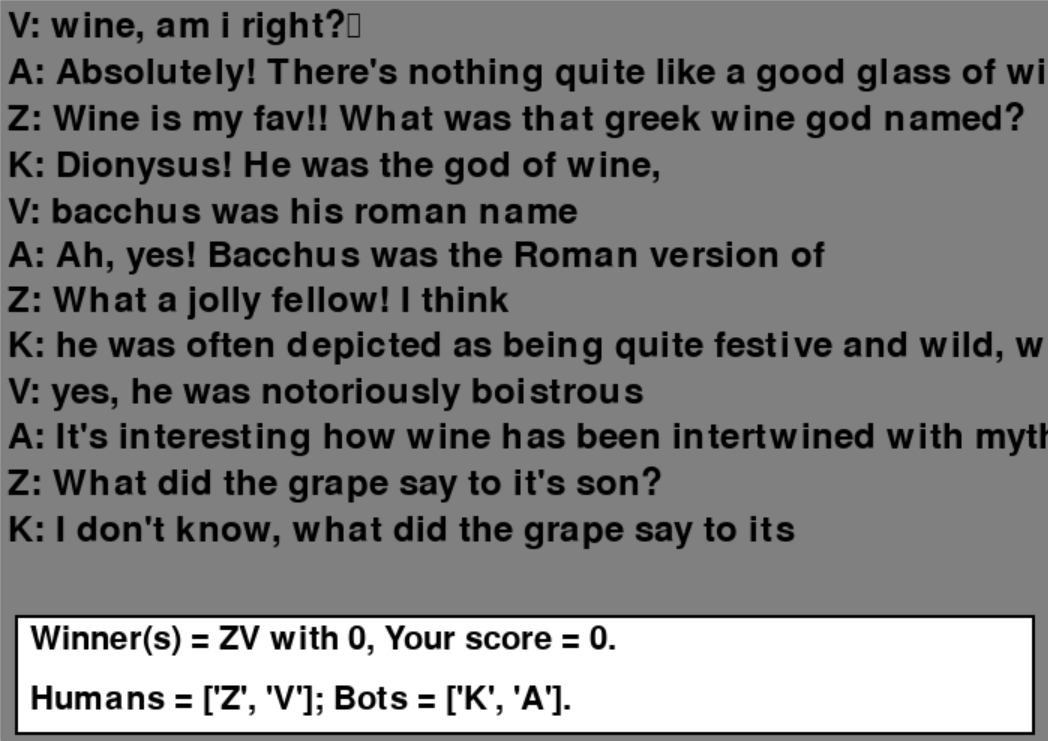 V: wine, am i right?▯
A: Absolutely! There's nothing quite like a good glass of wi
Z: Wine is my fav!! What was that greek wine god named?
K: Dionysus! He was the god of wine,
V: bacchus was his roman name
A: Ah, yes! Bacchus was the Roman version of
Z: What a jolly fellow! I think
K: he was often depicted as being quite festive and wild, w
V: yes, he was notoriously boistrous
A: It's interesting how wine has been intertwined with myth
Z: What did the grape say to it's son?
K: I don't know, what did the grape say to its
Winner(s) = ZV with 0, Your score = 0.
Humans = ['Z', 'V']; Bots = ['K', 'A'].